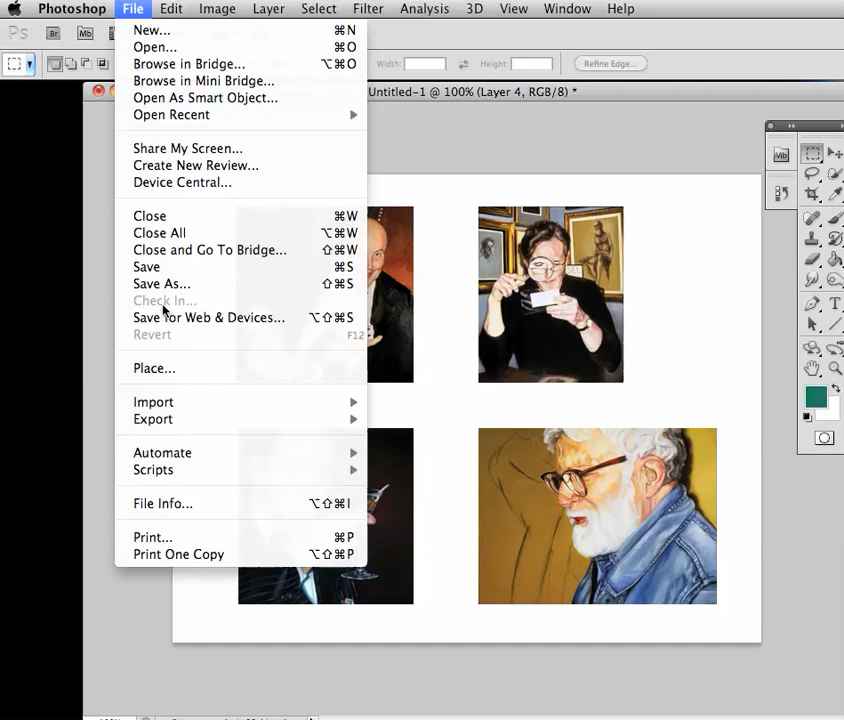 Photoshop File Edit Image Layer Select Filter Analysis 3D View Window Help
Ps Br Mb
Width: Height: Refine Edge...
Untitled-1 @ 100% (Layer 4, RGB/8) *
New... ⌘N
Open... ⌘O
Browse in Bridge... ⌥⌘O
Browse in Mini Bridge...
Open As Smart Object...
Open Recent
Share My Screen...
Create New Review...
Device Central...
Close ⌘W
Close All ⌥⌘W
Close and Go To Bridge... ⇧⌘W
Save ⌘S
Save As... ⇧⌘S
Check In...
Save for Web & Devices... ⌥⇧⌘S
Revert F12
Place...
Import
Export
Automate
Scripts
File Info... ⌥⇧⌘I
Print... ⌘P
Print One Copy ⌥⇧⌘P
Mb
T